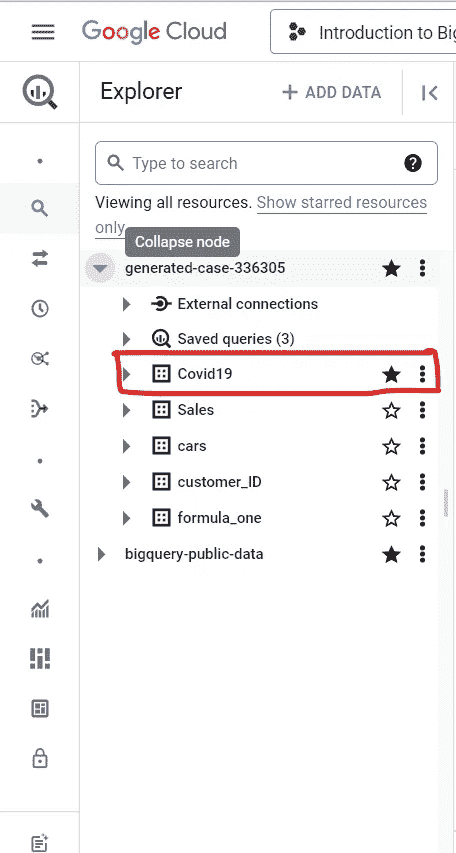 Google Cloud
Introduction to Big
Explorer
+ ADD DATA
Type to search
Viewing all resources. Show starred resources
only
Collapse node
generated-case-336305
External connections
Saved queries (3)
Covid19
Sales
cars
customer_ID
formula_one
bigquery-public-data